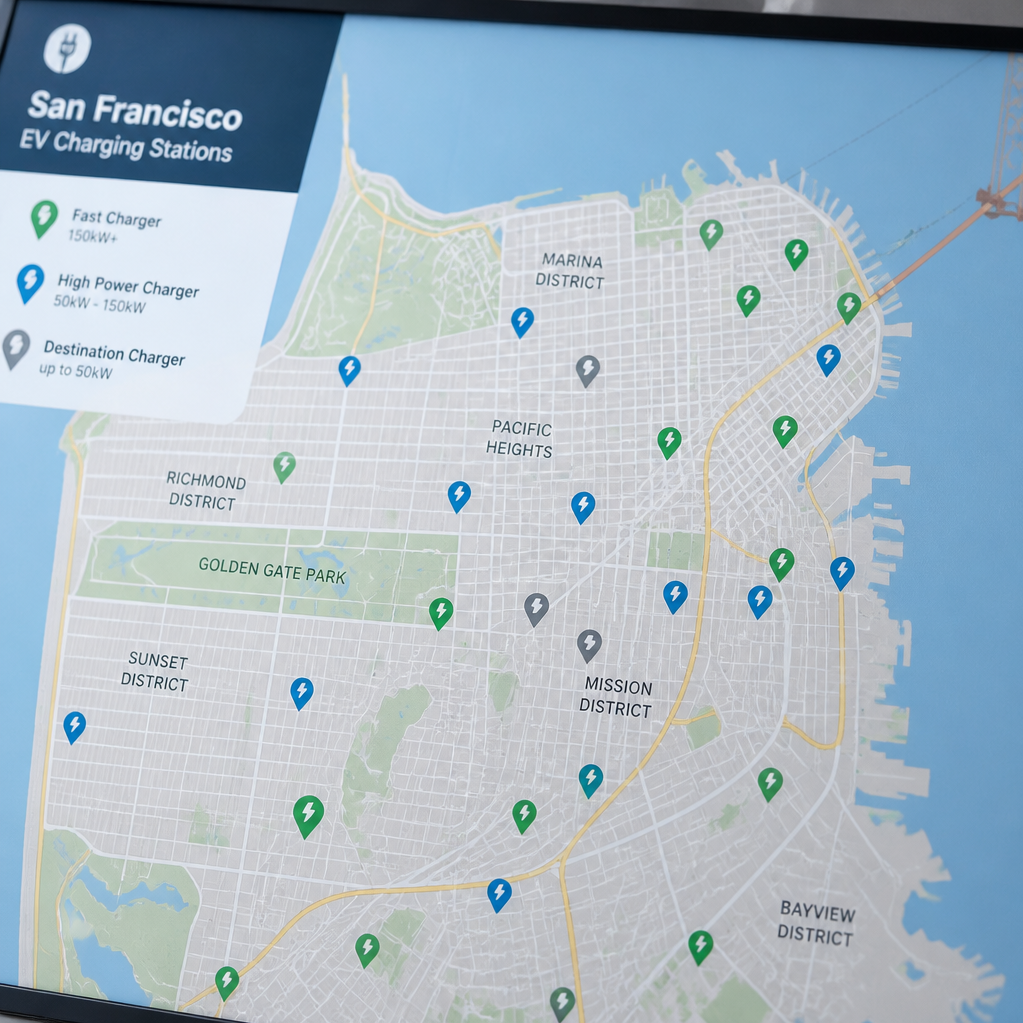 San Francisco
EV Charging Stations
Fast Charger
150kW+
High Power Charger
50kW - 150kW
Destination Charger
up to 50kW
MARINA
DISTRICT
PACIFIC
HEIGHTS
RICHMOND
DISTRICT
GOLDEN GATE PARK
SUNSET
DISTRICT
MISSION
DISTRICT
BAYVIEW
DISTRICT